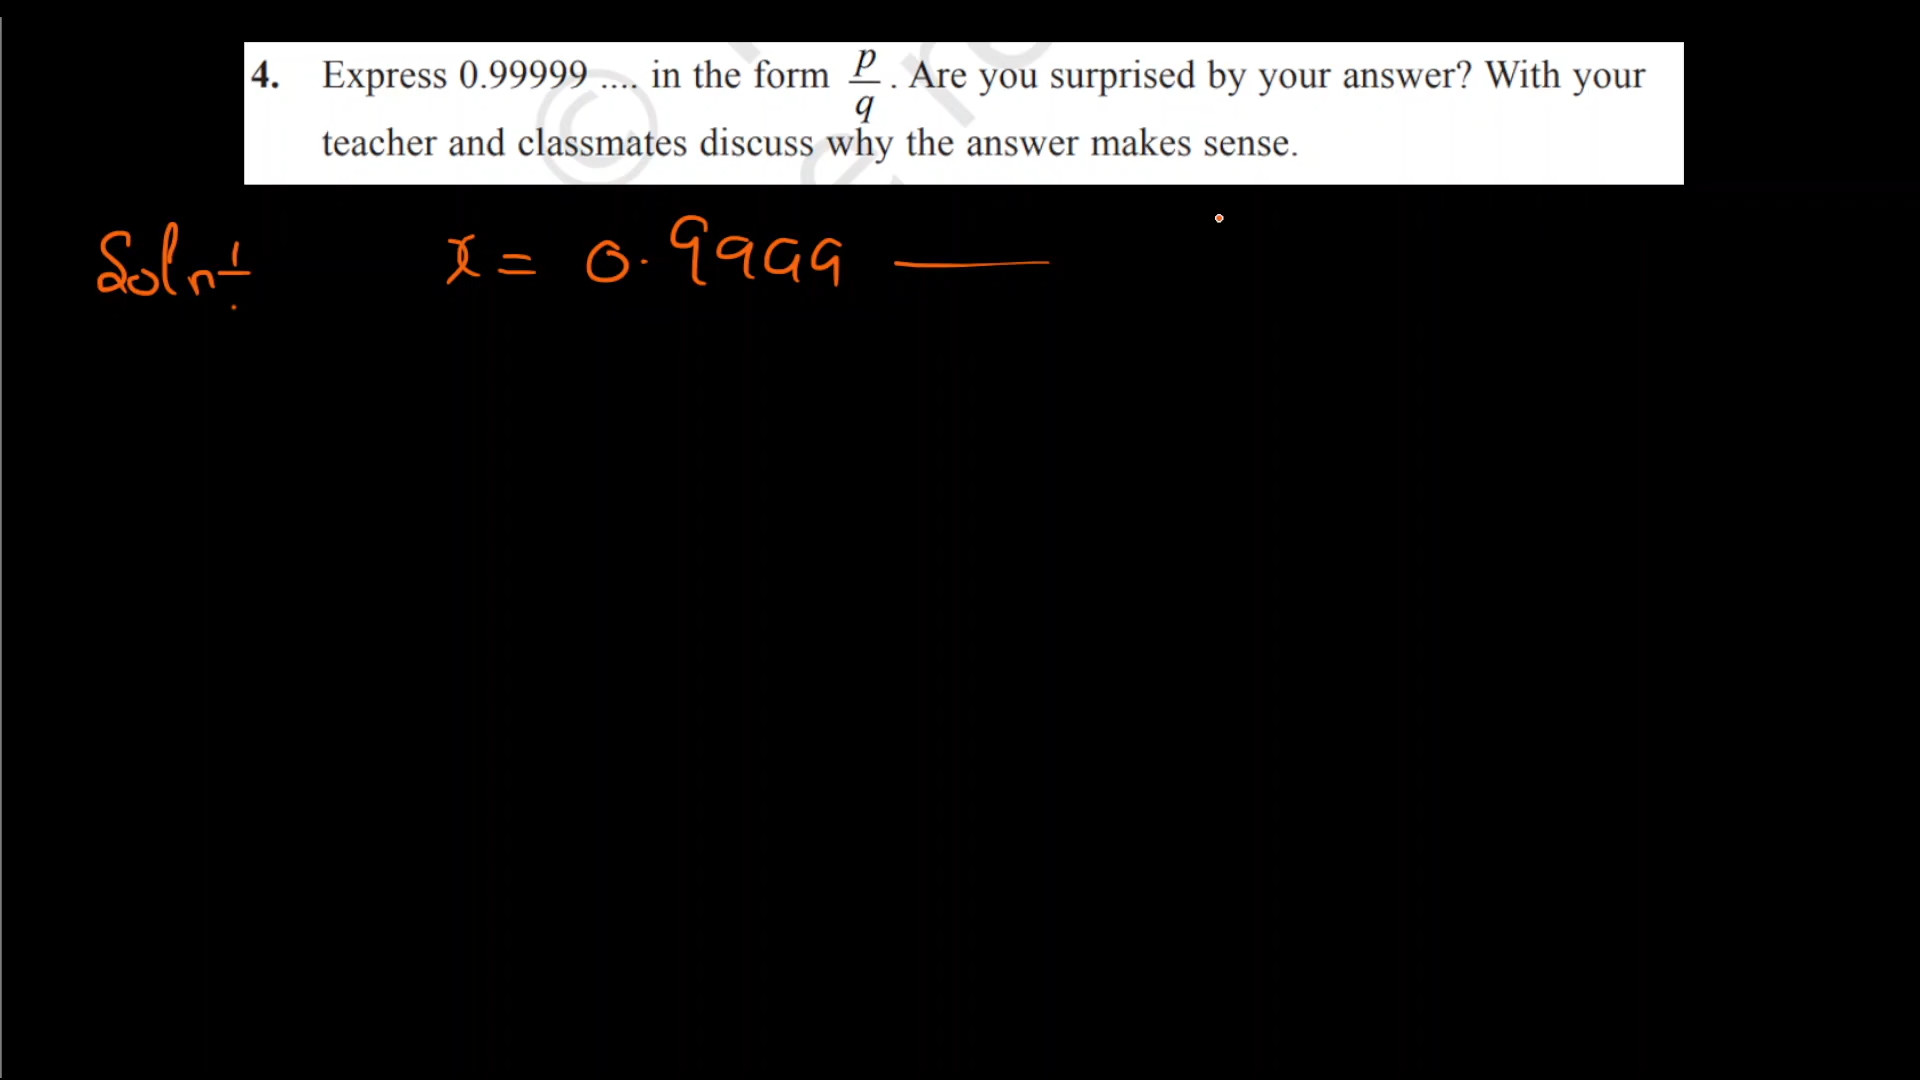 4. Express 0.99999 .... in the form p/q . Are you surprised by your answer? With your
teacher and classmates discuss why the answer makes sense.
Soln:- x = 0.9999 ——